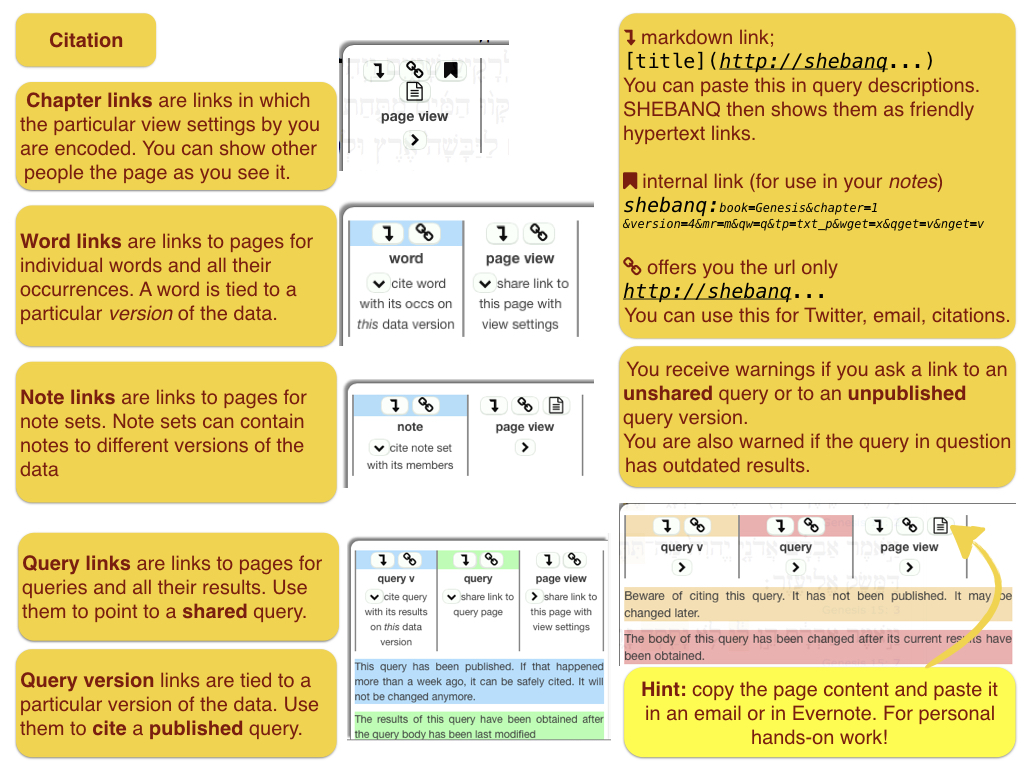 Citation
Chapter links are links in which
the particular view settings by you
are encoded. You can show other
people the page as you see it.
page view
Word links are links to pages for
individual words and all their
occurrences. A word is tied to a
particular version of the data.
word
cite word
with its occs on
this data version
page view
share link to
this page with
view settings
Note links are links to pages for
note sets. Note sets can contain
notes to different versions of the
data
note
cite note set
with its members
page view
Query links are links to pages for
queries and all their results. Use
them to point to a shared query.
Query version links are tied to a
particular version of the data. Use
them to cite a published query.
query v
cite query
with its results
on this data
version
query
share link to
query page
page view
share link to
this page with
view settings
This query has been published. If that happened
more than a week ago, it can be safely cited. It will
not be changed anymore.
The results of this query have been obtained after
the query body has been last modified
markdown link;
[title](http://shebanq...)
You can paste this in query descriptions.
SHEBANQ then shows them as friendly
hypertext links.
internal link (for use in your notes)
shebanq:book=Genesis&chapter=1
&version=4&mr=m&qw=q&tp=txt_p&wget=x&qget=v&nget=v
offers you the url only
http://shebanq...
You can use this for Twitter, email, citations.
You receive warnings if you ask a link to an
unshared query or to an unpublished
query version.
You are also warned if the query in question
has outdated results.
query v
query
page view
Beware of citing this query. It has not been published. It may be
changed later.
The body of this query has been changed after its current results have
been obtained.
Hint: copy the page content and paste it
in an email or in Evernote. For personal
hands-on work!